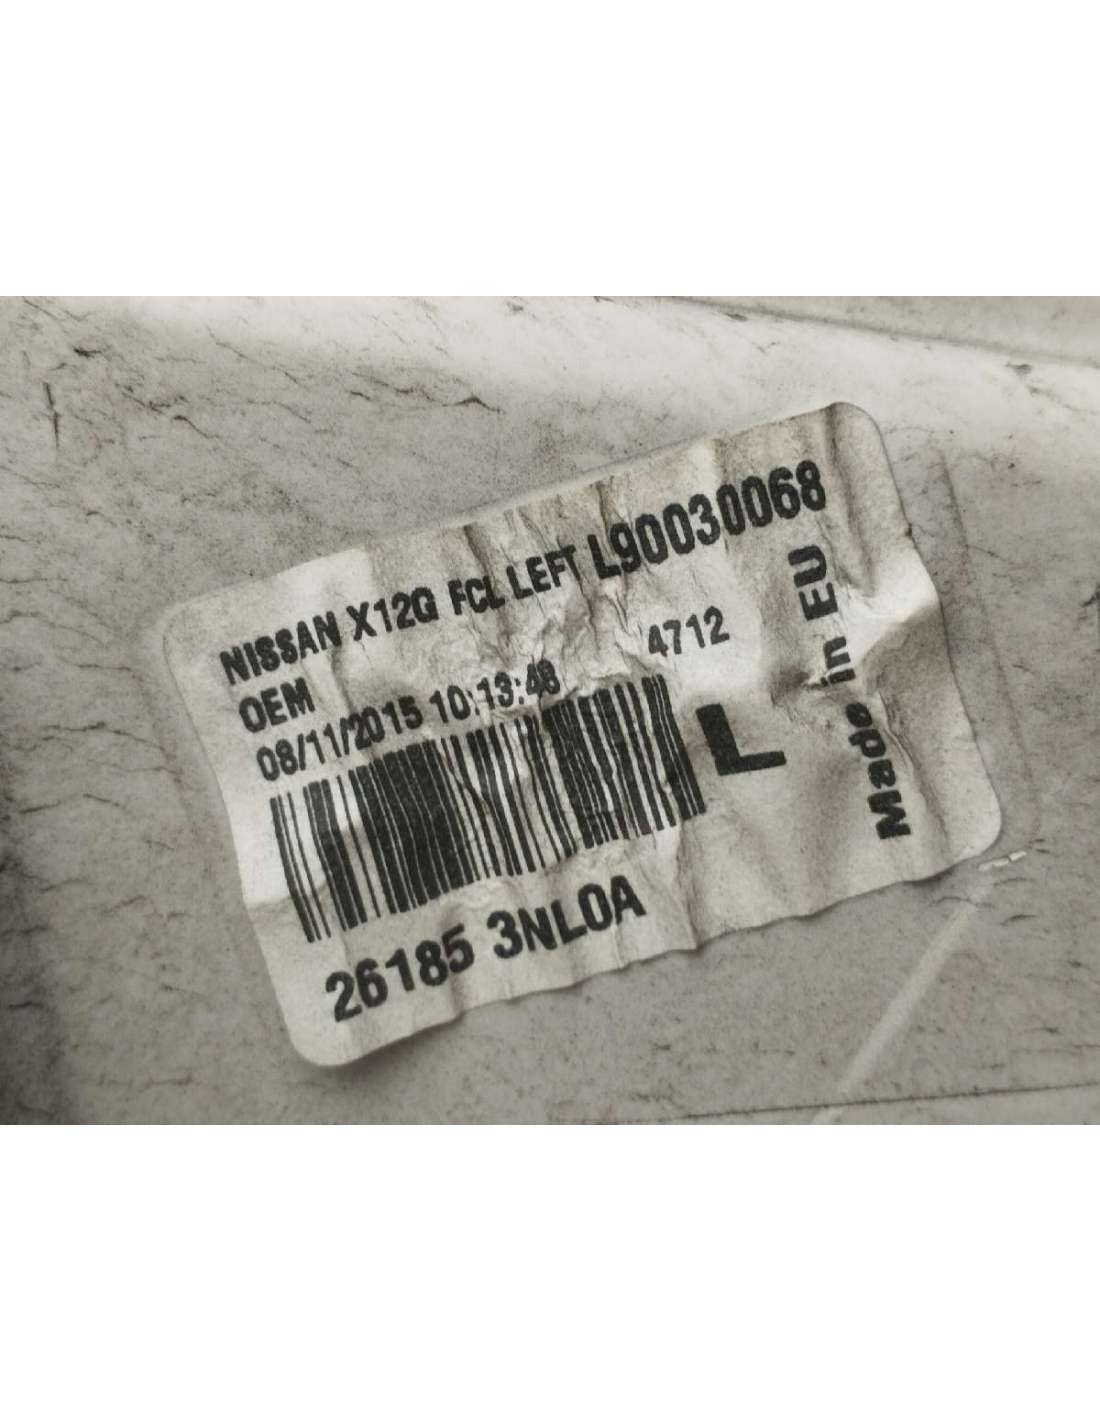 NISSAN X12G FCL LEFT L90030068
OEM
08/11/2015 10:13:48
4712
L
Made in EU
26185 3NL0A